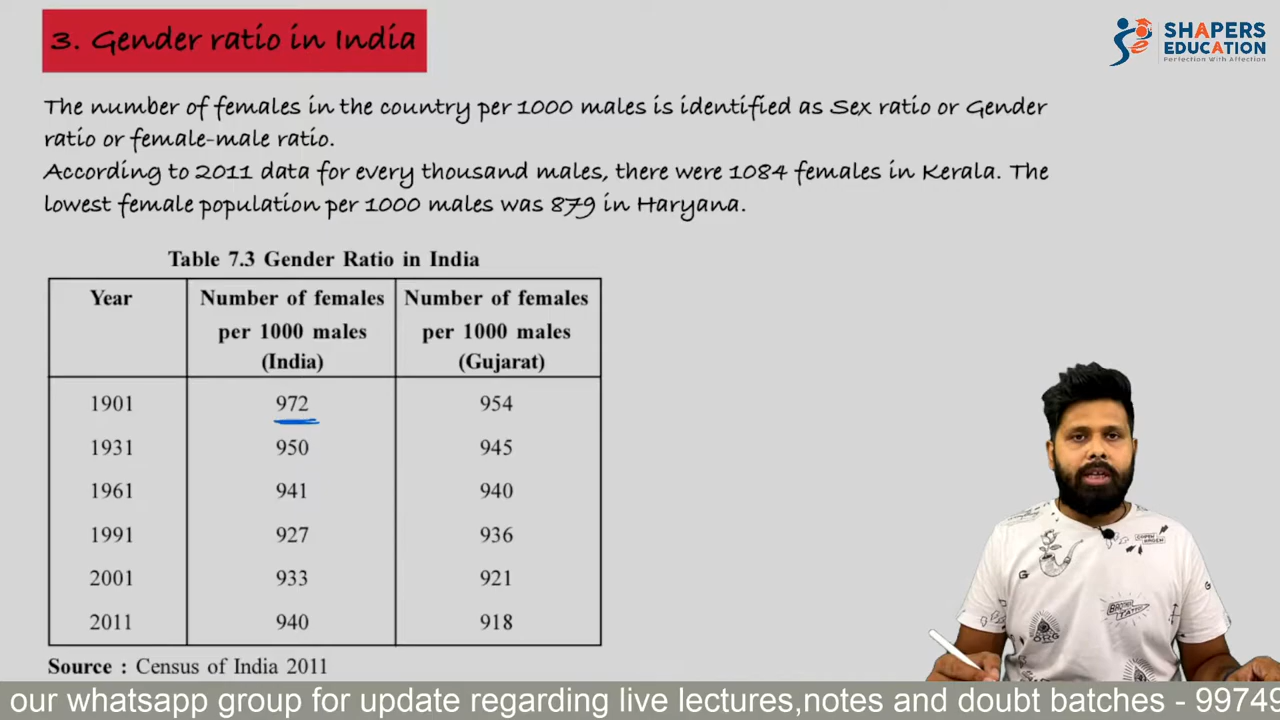 3. Gender ratio in India
SHAPERS
EDUCATION
Perfection With Affection
The number of females in the country per 1000 males is identified as Sex ratio or Gender
ratio or female-male ratio.
According to 2011 data for every thousand males, there were 1084 females in Kerala. The
lowest female population per 1000 males was 879 in Haryana.
Table 7.3 Gender Ratio in India
Year Number of females per 1000 males (India) Number of females per 1000 males (Gujarat)
1901 972 954
1931 950 945
1961 941 940
1991 927 936
2001 933 921
2011 940 918
Source : Census of India 2011
our whatsapp group for update regarding live lectures,notes and doubt batches - 99749